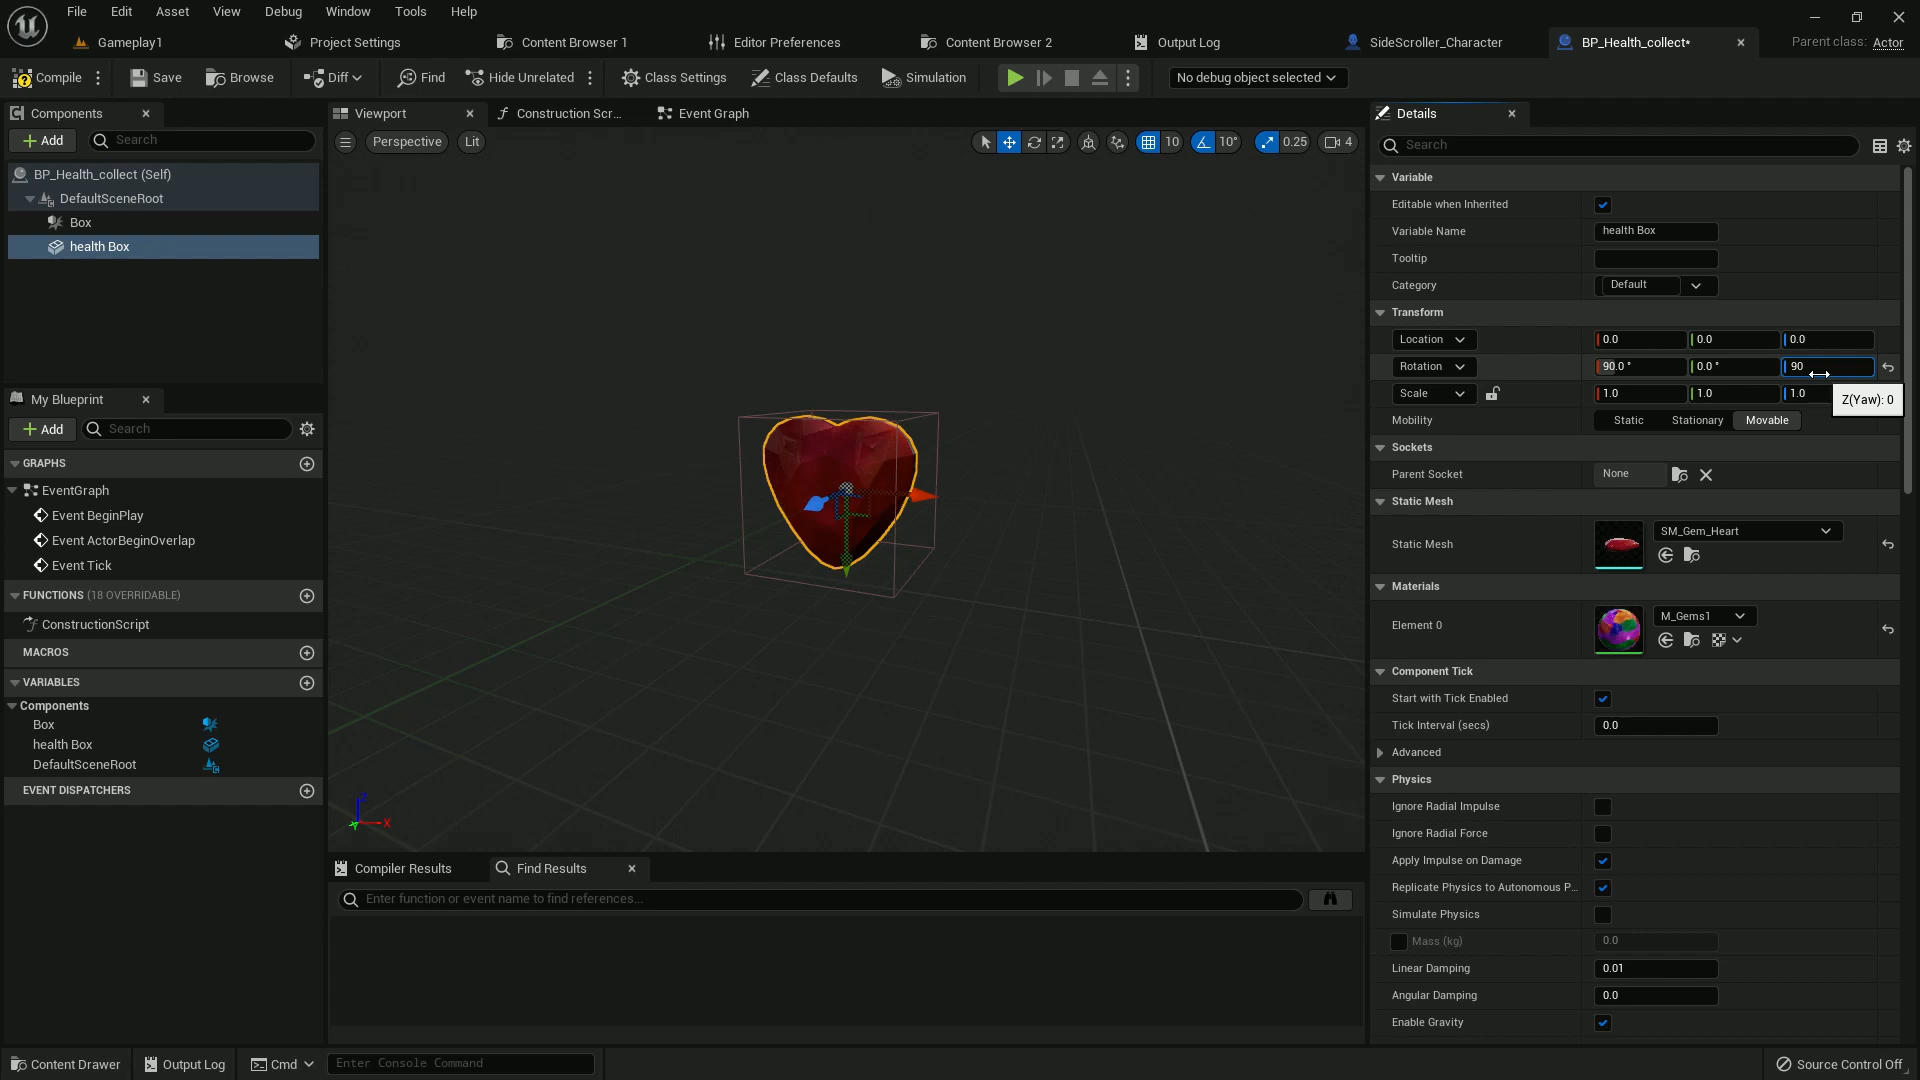 File Edit Asset View Debug Window Tools Help
Gameplay1 Project Settings Content Browser 1 Editor Preferences Content Browser 2 Output Log SideScroller_Character BP_Health_collect* Parent class: Actor
Compile Save Browse Diff Find Hide Unrelated Class Settings Class Defaults Simulation No debug object selected
Components
Add Search
BP_Health_collect (Self)
DefaultSceneRoot
Box
health Box
My Blueprint
Add Search
GRAPHS
EventGraph
Event BeginPlay
Event ActorBeginOverlap
Event Tick
FUNCTIONS (18 OVERRIDABLE)
ConstructionScript
MACROS
VARIABLES
Components
Box
health Box
DefaultSceneRoot
EVENT DISPATCHERS
Viewport Construction Scr... Event Graph
Perspective Lit 10 10° 0.25 4
X
Compiler Results Find Results
Enter function or event name to find references...
Details
Search
Variable
Editable when Inherited
Variable Name health Box
Tooltip
Category Default
Transform
Location 0.0 0.0 0.0
Rotation 90.0 ° 0.0 ° 90
Scale 1.0 1.0 1.0
Z(Yaw): 0
Mobility Static Stationary Movable
Sockets
Parent Socket None
Static Mesh
Static Mesh SM_Gem_Heart
Materials
Element 0 M_Gems1
Component Tick
Start with Tick Enabled
Tick Interval (secs) 0.0
Advanced
Physics
Ignore Radial Impulse
Ignore Radial Force
Apply Impulse on Damage
Replicate Physics to Autonomous P...
Simulate Physics
Mass (kg) 0.0
Linear Damping 0.01
Angular Damping 0.0
Enable Gravity
Content Drawer Output Log Cmd Enter Console Command Source Control Off